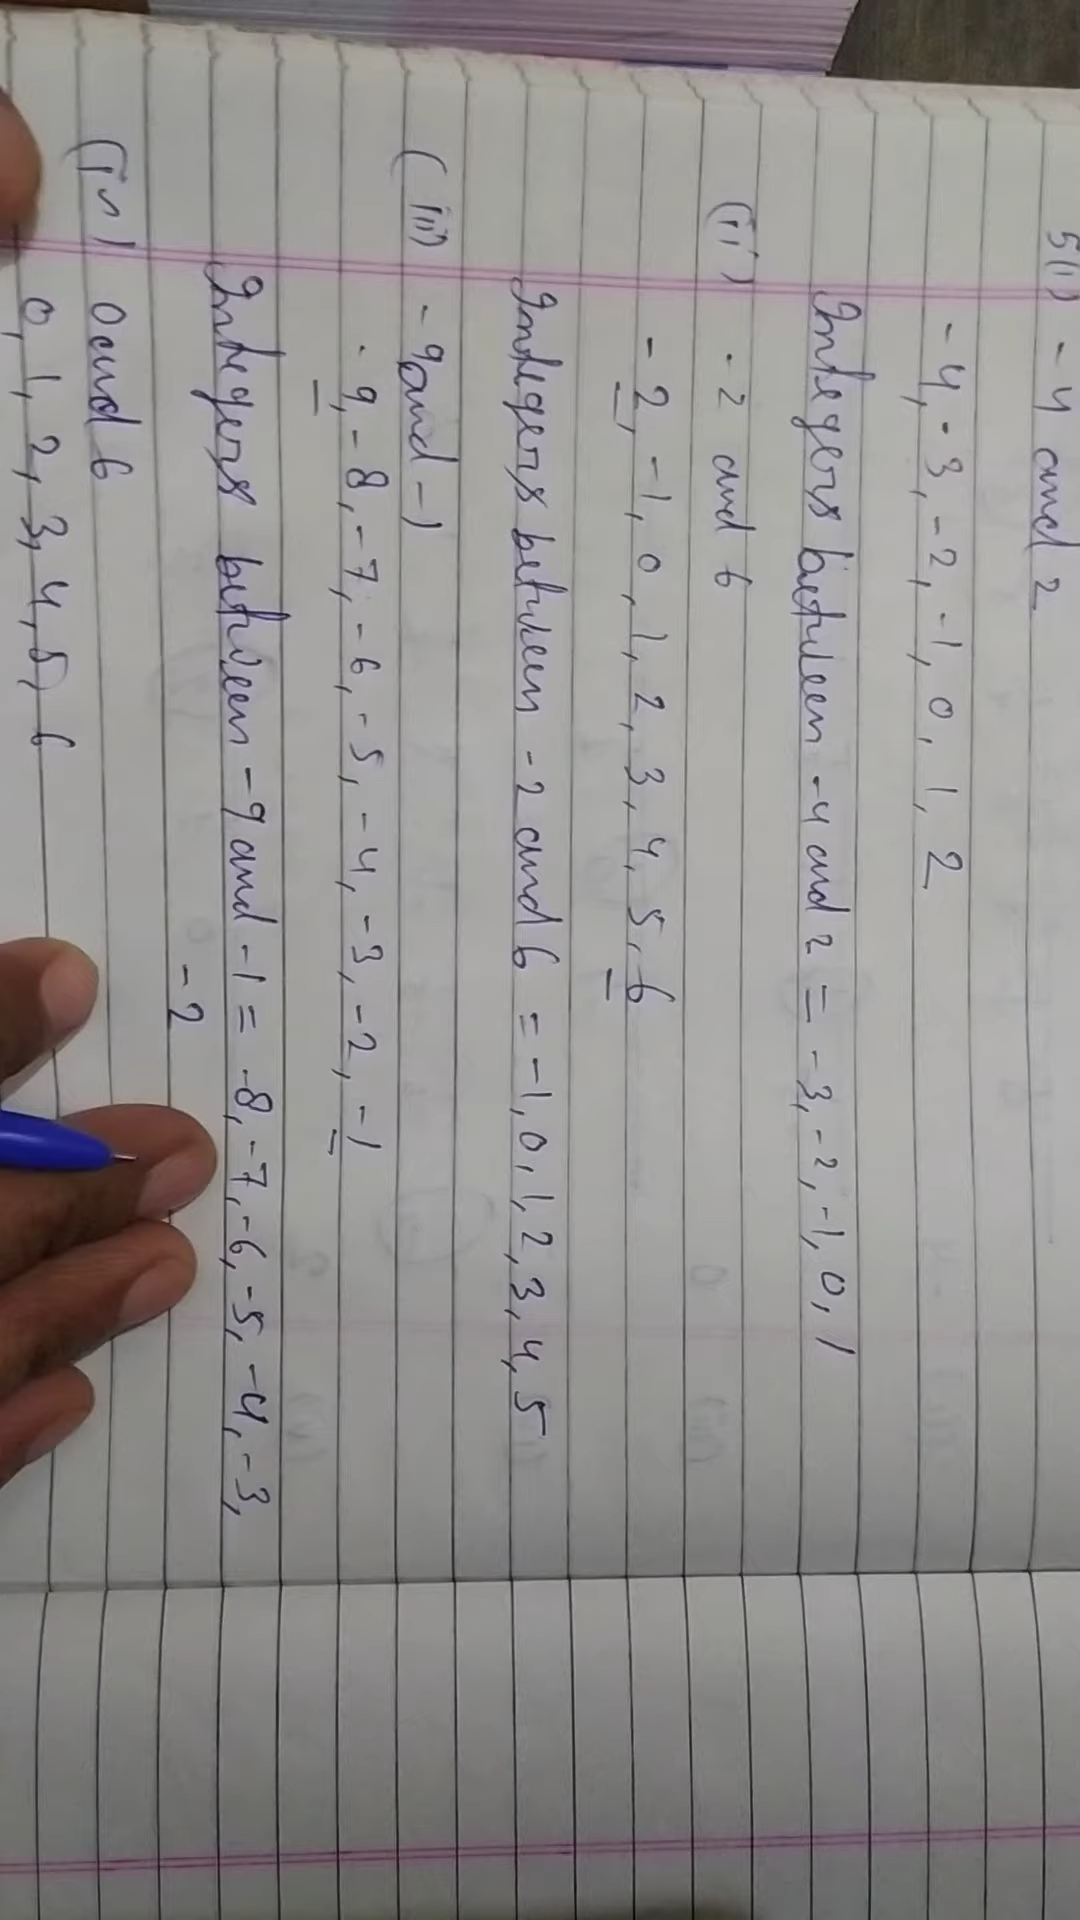 5(i) -4 and 2
-4, -3, -2, -1, 0, 1, 2
Integers between -4 and 2 = -3, -2, -1, 0, 1
(ii) -2 and 6
-2, -1, 0, 1, 2, 3, 4, 5, 6
Integers between -2 and 6 = -1, 0, 1, 2, 3, 4, 5
(iii) -9 and -1
-9, -8, -7, -6, -5, -4, -3, -2, -1
Integers between -9 and -1 = -8, -7, -6, -5, -4, -3,
-2
(iv) 0 and 6
0, 1, 2, 3, 4, 5, 6